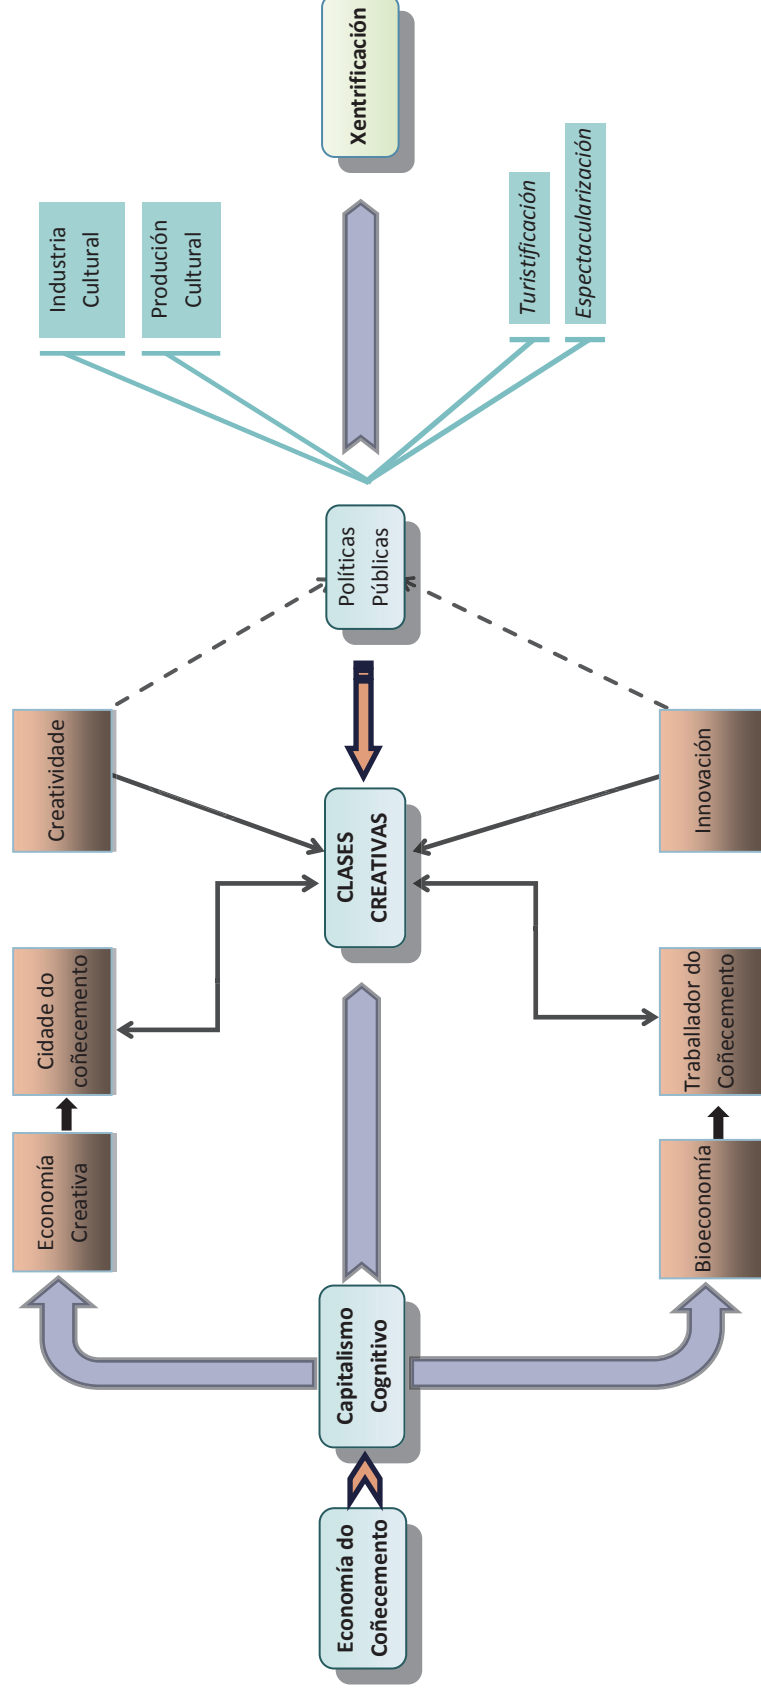 Economía do
Coñecemento
Capitalismo
Cognitivo
Economía
Creativa
Cidade do
coñecemento
Bioeconomía
Traballador do
Coñecemento
CLASES
CREATIVAS
Creatividade
Innovación
Políticas
Públicas
Industria
Cultural
Produción
Cultural
Turistificación
Espectacularización
Xentrificación